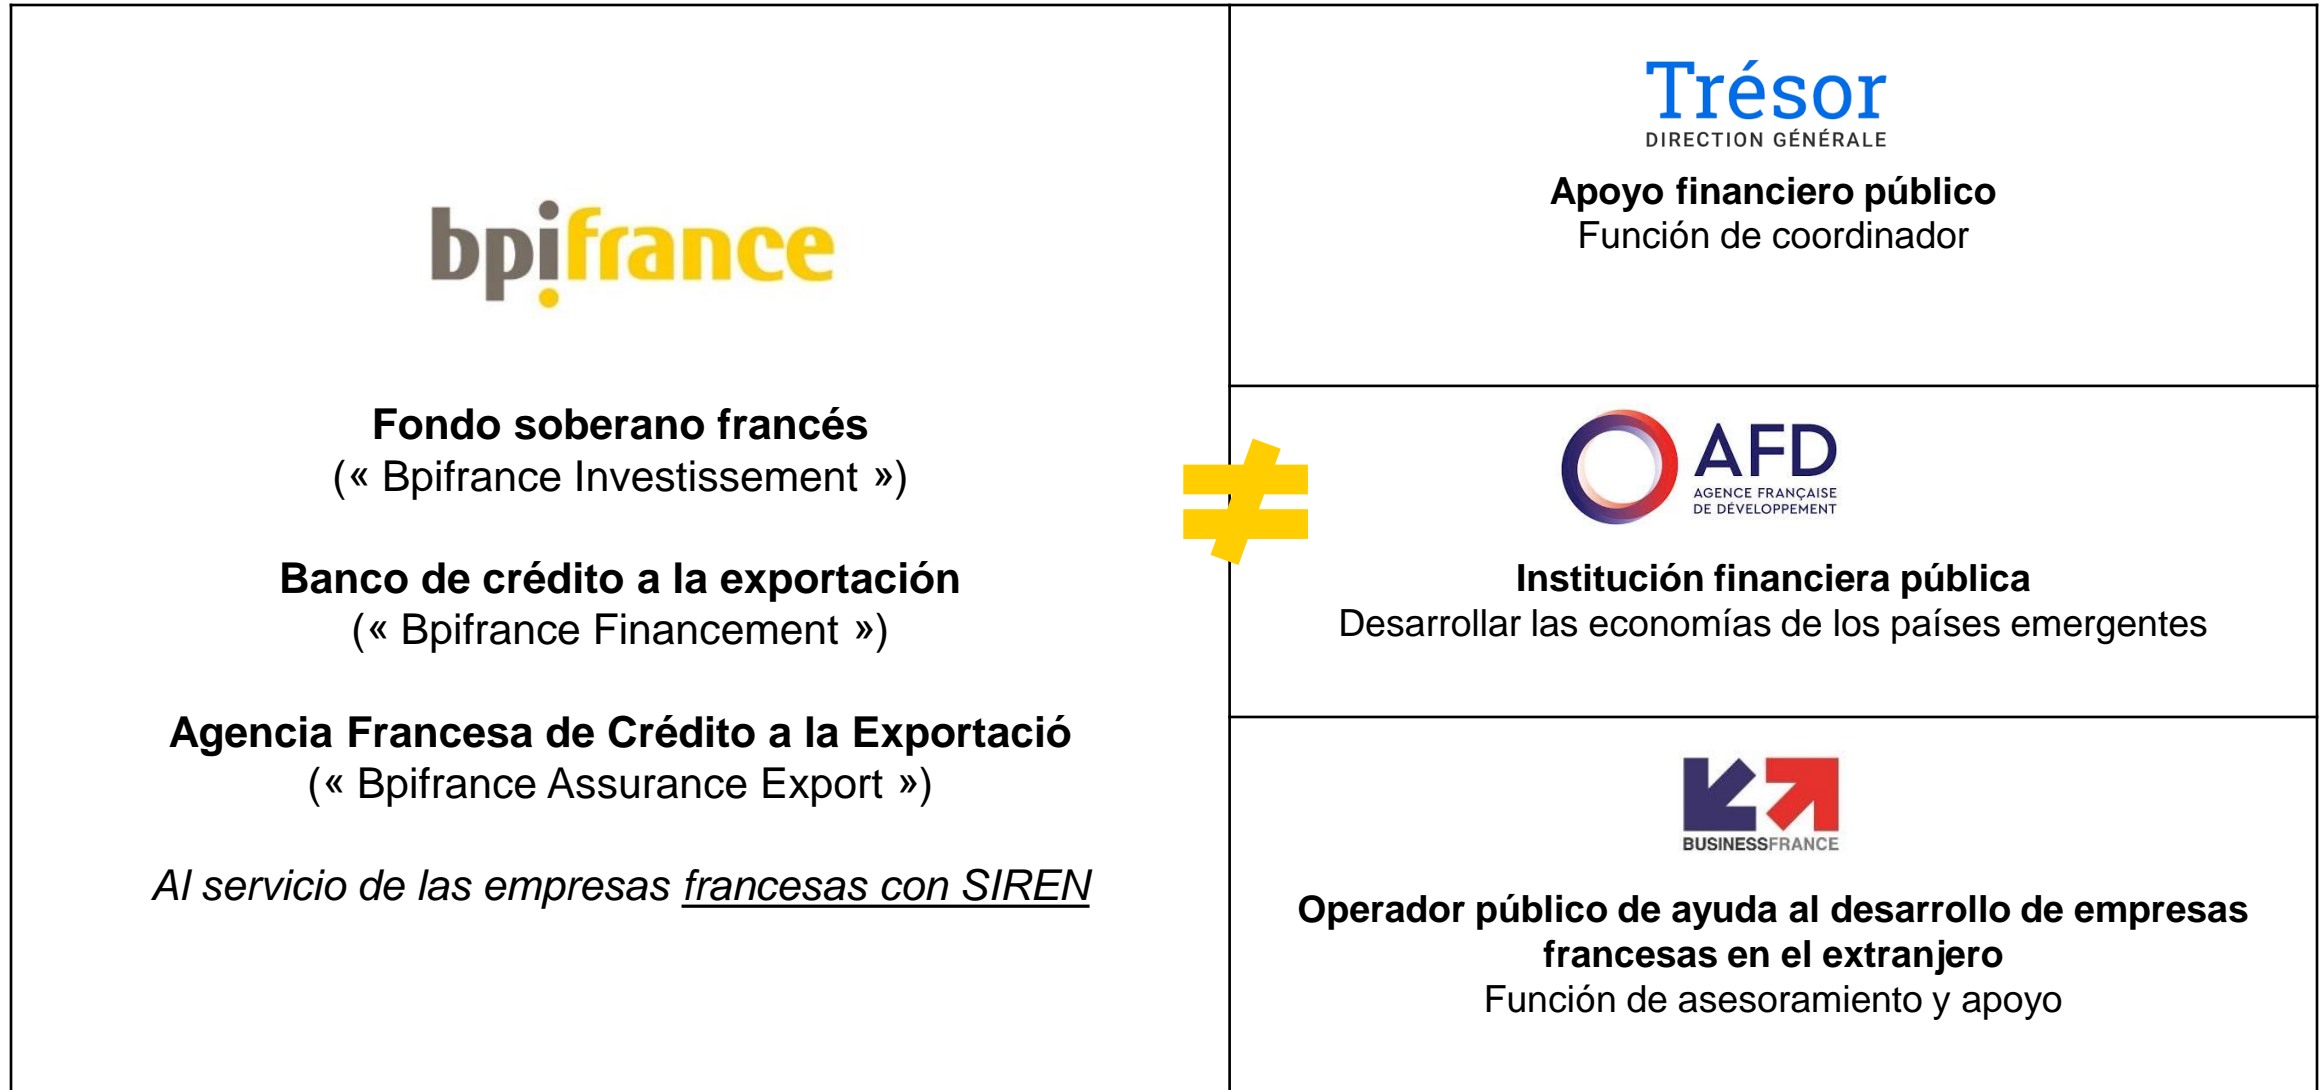 bpifrance
Fondo soberano francés
(« Bpifrance Investissement »)
Banco de crédito a la exportación
(« Bpifrance Financement »)
Agencia Francesa de Crédito a la Exportació
(« Bpifrance Assurance Export »)
Al servicio de las empresas francesas con SIREN
≠
Trésor
DIRECTION GÉNÉRALE
Apoyo financiero público
Función de coordinador
AFD
AGENCE FRANÇAISE
DE DÉVELOPPEMENT
Institución financiera pública
Desarrollar las economías de los países emergentes
BUSINESSFRANCE
Operador público de ayuda al desarrollo de empresas
francesas en el extranjero
Función de asesoramiento y apoyo